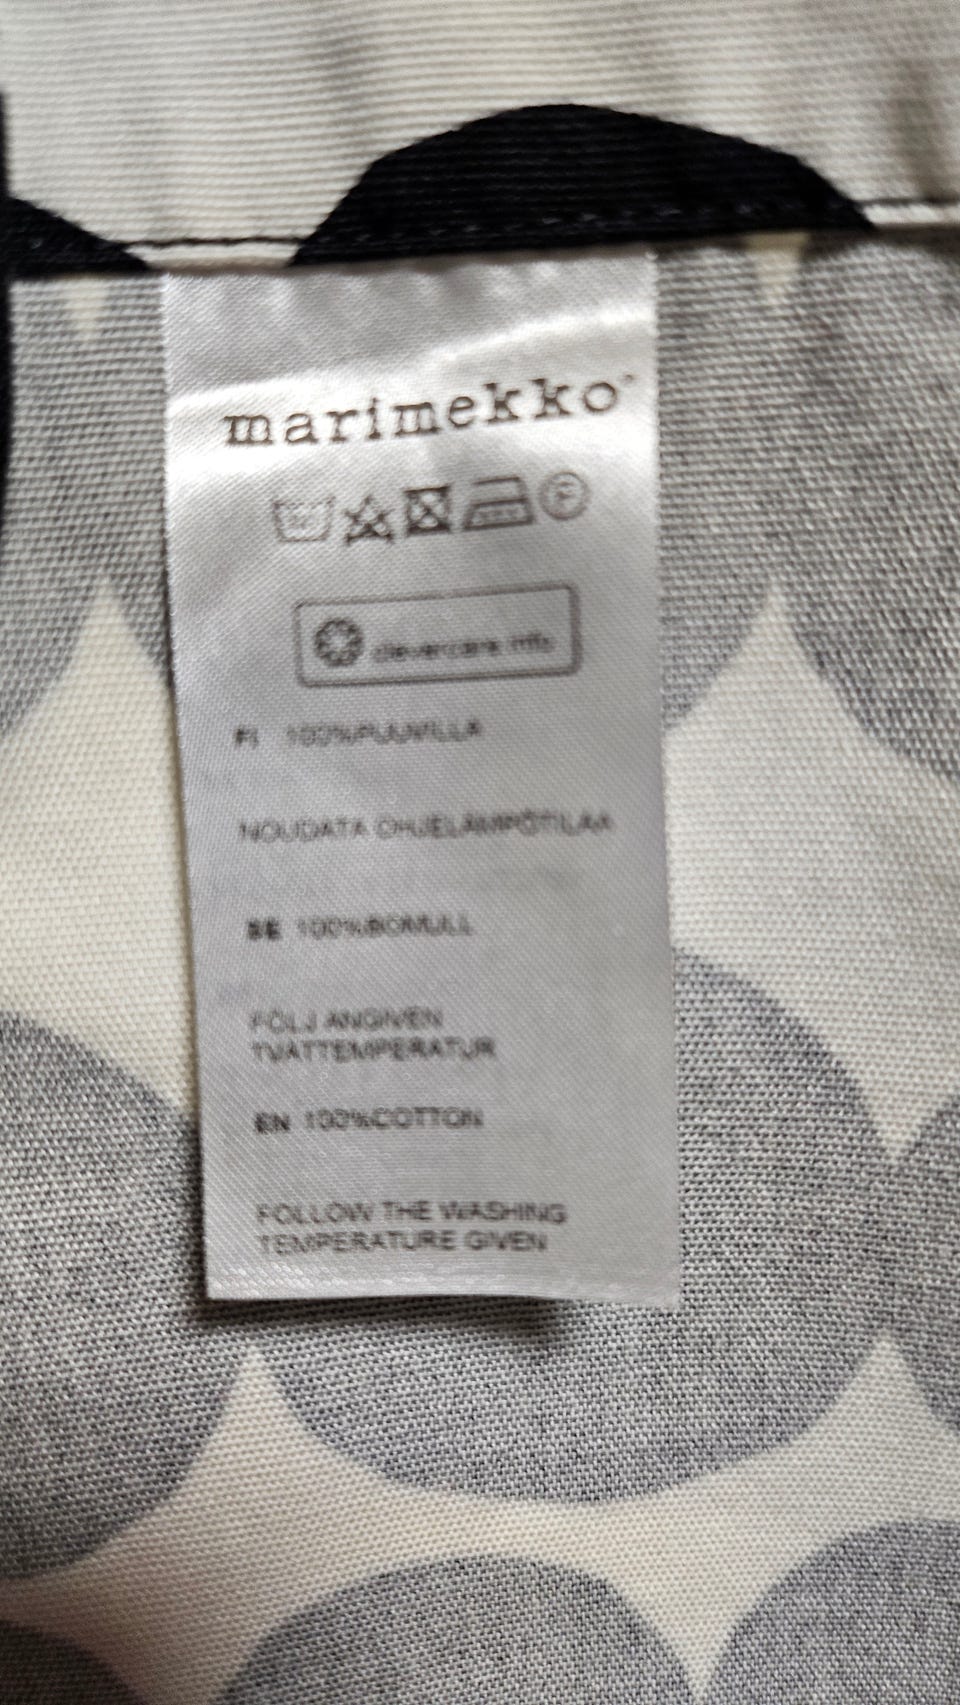 marimekko
F
clevercare.info
FI 100%PUUVILLA
NOUDATA OHJELÄMPÖTILAA
SE 100%BOMULL
FÖLJ ANGIVEN
TVÄTTEMPERATUR
EN 100%COTTON
FOLLOW THE WASHING
TEMPERATURE GIVEN